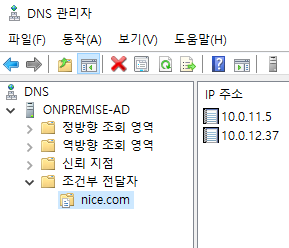 DNS 관리자
파일(F) 동작(A) 보기(V) 도움말(H)
DNS
ONPREMISE-AD
정방향 조회 영역
역방향 조회 영역
신뢰 지점
조건부 전달자
nice.com
IP 주소
10.0.11.5
10.0.12.37